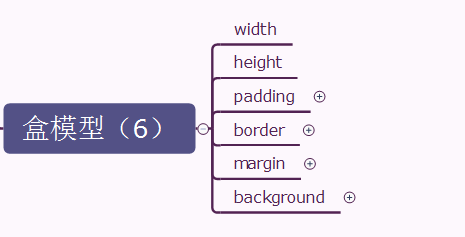 width
height
padding
盒模型（6）
border
margin
background